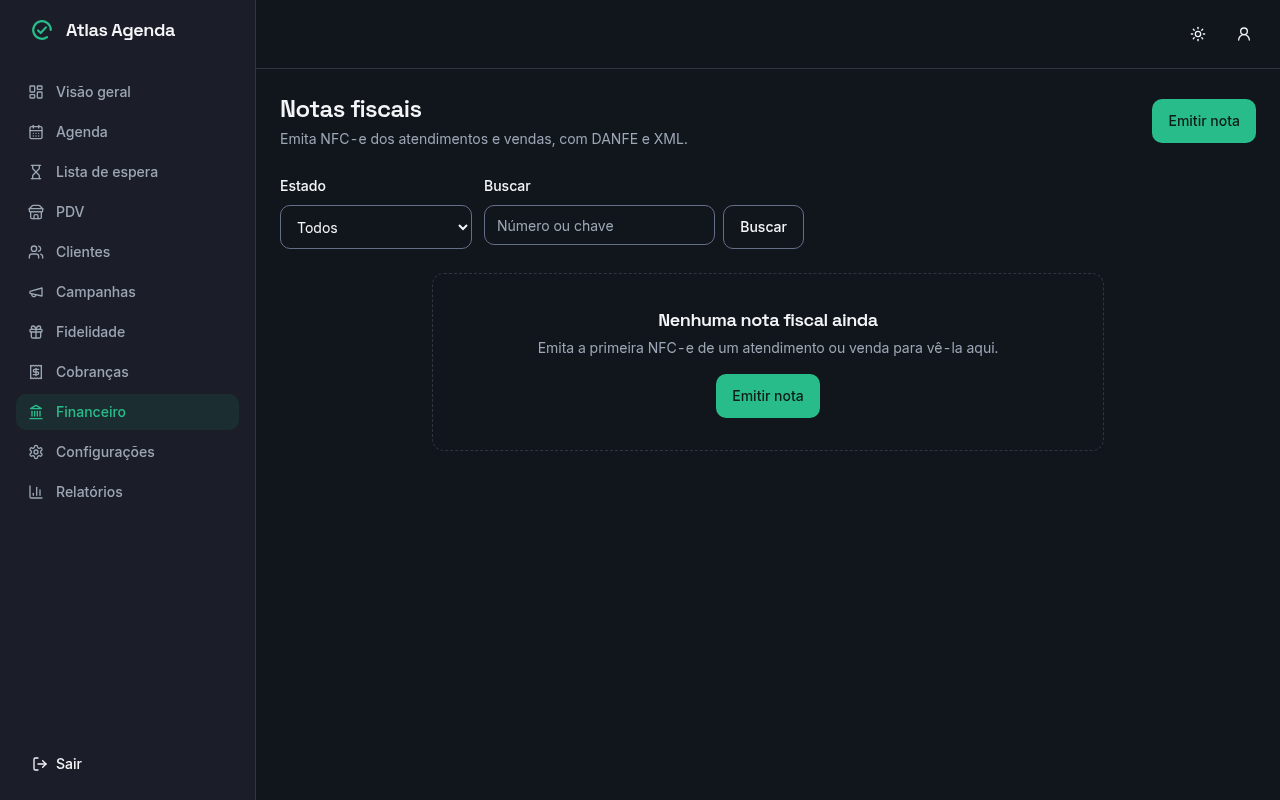 Atlas Agenda
Visão geral
Agenda
Lista de espera
PDV
Clientes
Campanhas
Fidelidade
Cobranças
Financeiro
Configurações
Relatórios
Sair
Notas fiscais
Emita NFC-e dos atendimentos e vendas, com DANFE e XML.
Emitir nota
Estado
Buscar
Todos
Número ou chave
Buscar
Nenhuma nota fiscal ainda
Emita a primeira NFC-e de um atendimento ou venda para vê-la aqui.
Emitir nota